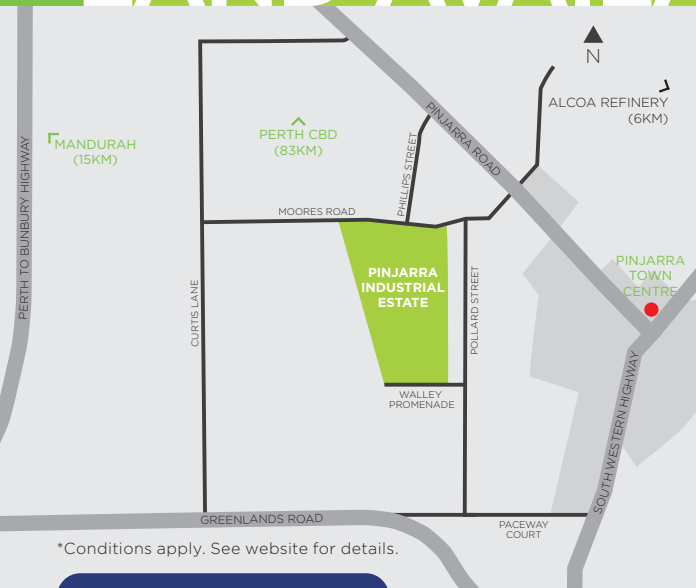 N
ALCOA REFINERY
(6KM)
PINJARRA ROAD
PERTH CBD
(83KM)
MANDURAH
(15KM)
PERTH TO BUNBURY HIGHWAY
PHILLIPS STREET
MOORES ROAD
PINJARRA
TOWN
CENTRE
PINJARRA
INDUSTRIAL
ESTATE
CURTIS LANE
POLLARD STREET
WALLEY
PROMENADE
SOUTH WESTERN HIGHWAY
GREENLANDS ROAD
PACEWAY
COURT
*Conditions apply. See website for details.